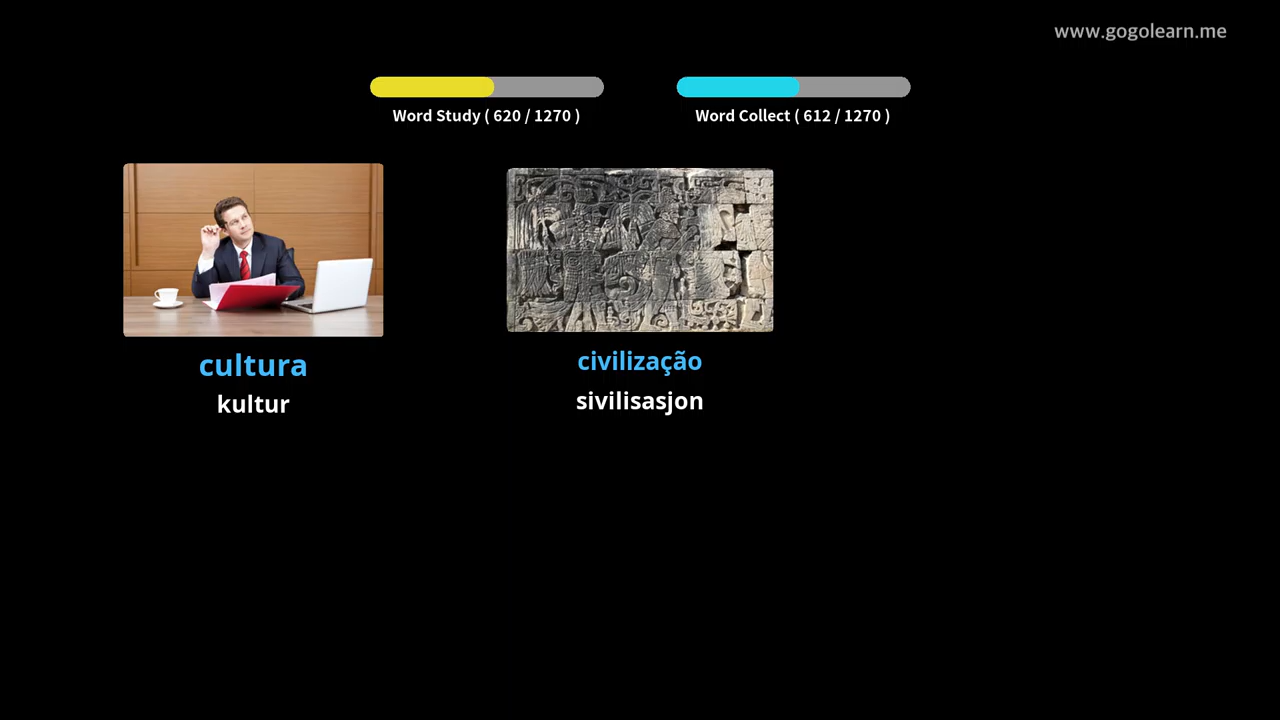 www.gogolearn.me
Word Study ( 620 / 1270 )
Word Collect ( 612 / 1270 )
cultura
kultur
civilização
sivilisasjon